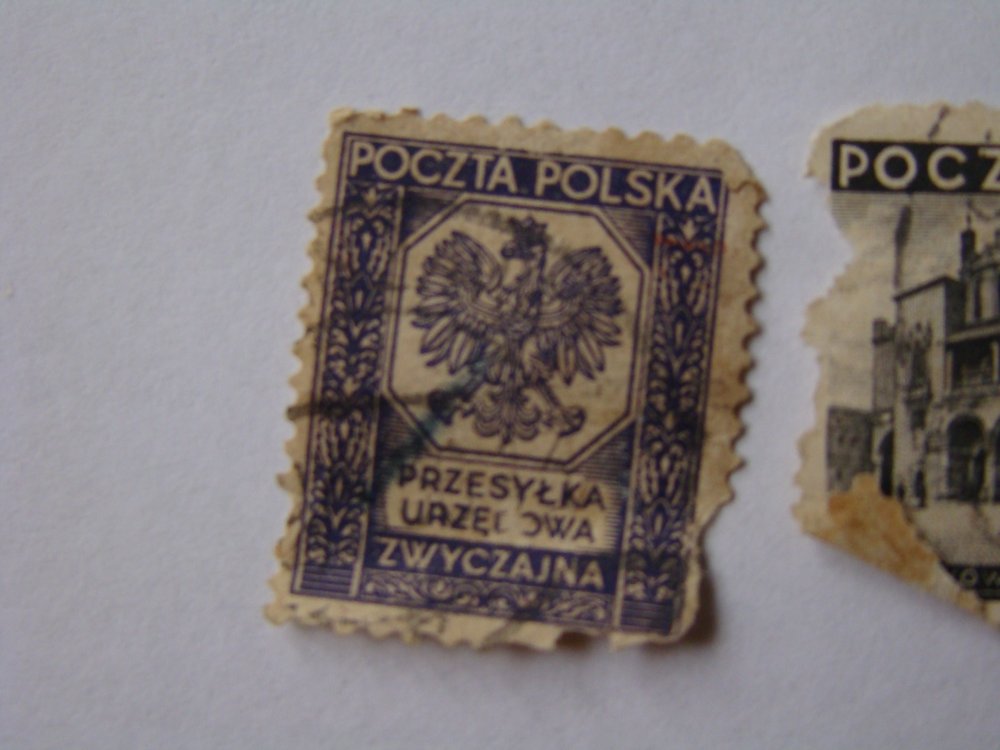 POCZTA POLSKA
PRZESYŁKA
URZĘDOWA
ZWYCZAJNA
POCZ